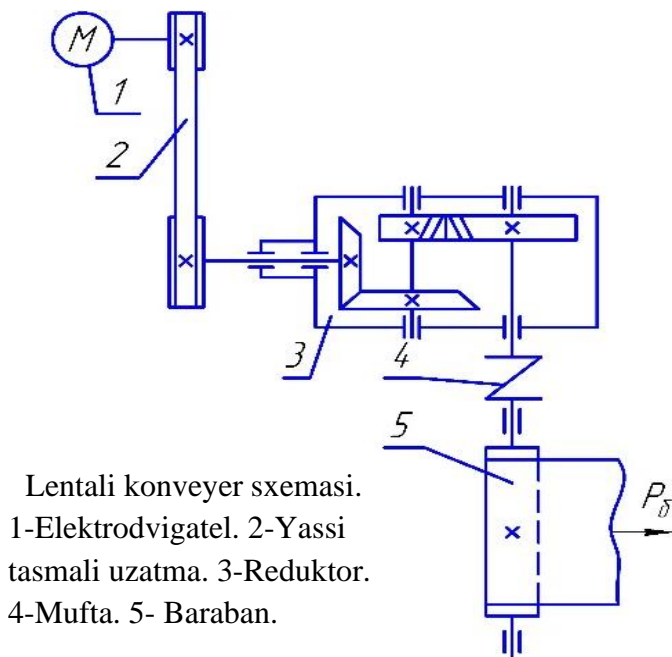 M
1
2
3
4
5
Pб
Lentali konveyer sxemasi.
1-Elektrodvigatel. 2-Yassi
tasmali uzatma. 3-Reduktor.
4-Mufta. 5- Baraban.